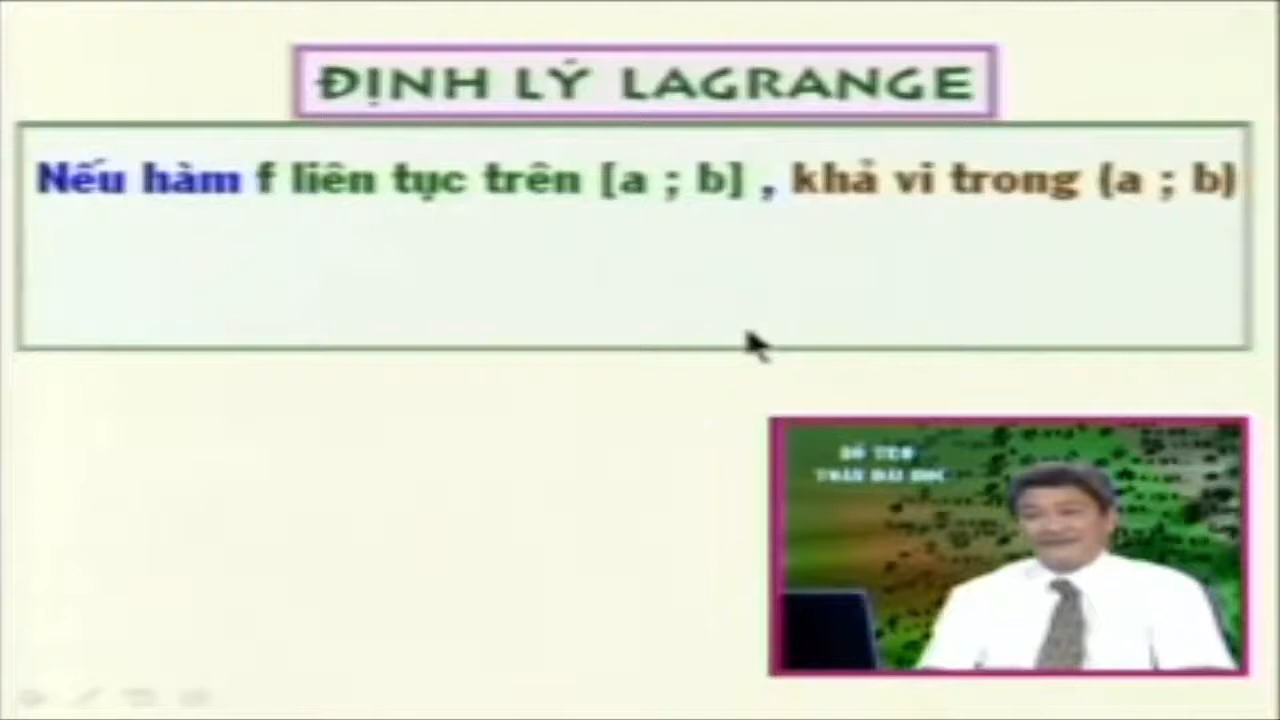 ĐỊNH LÝ LAGRANGE
Nếu hàm f liên tục trên [a ; b] , khả vi trong (a ; b)